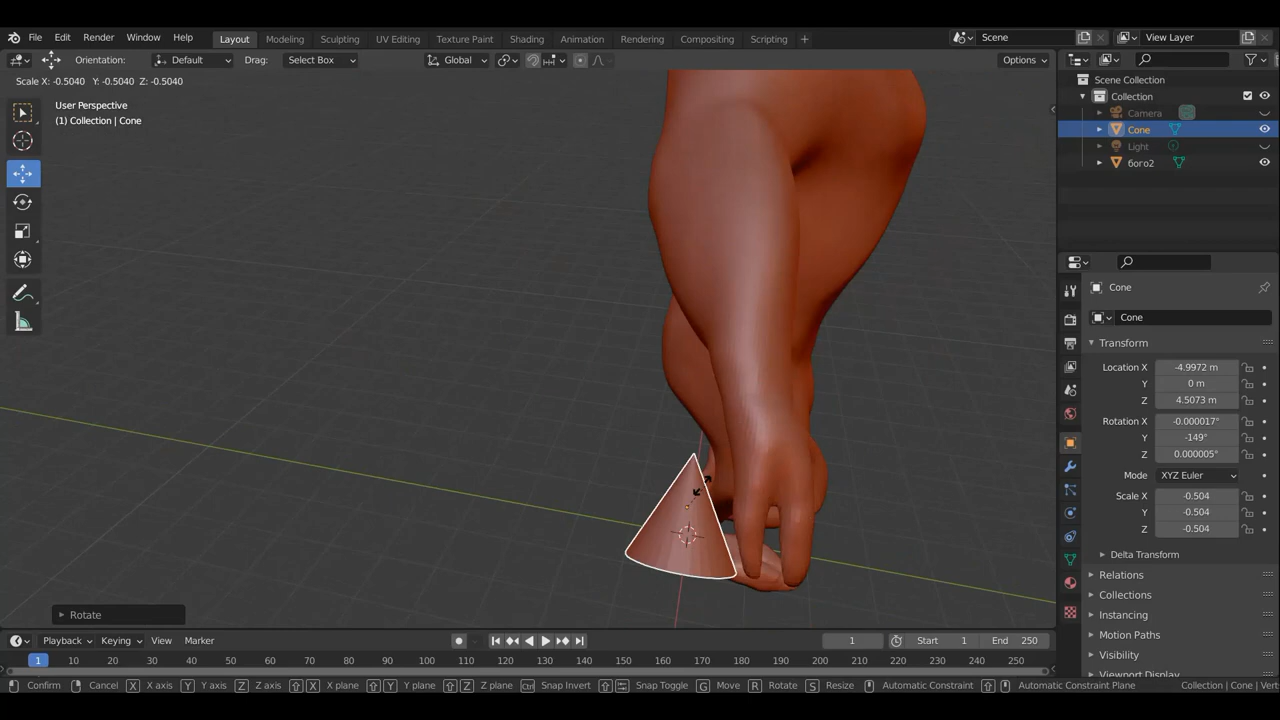 File Edit Render Window Help Layout Modeling Sculpting UV Editing Texture Paint Shading Animation Rendering Compositing Scripting + Scene View Layer
Orientation: Default Drag: Select Box Global Options
Scale X: -0.5040 Y: -0.5040 Z: -0.5040
User Perspective
(1) Collection | Cone
Scene Collection
Collection
Camera
Cone
Light
6oro2
Cone
Cone
Transform
Location X -4.9972 m
Y 0 m
Z 4.5073 m
Rotation X -0.000017°
Y -149°
Z 0.000005°
Mode XYZ Euler
Scale X -0.504
Y -0.504
Z -0.504
Delta Transform
Relations
Collections
Instancing
Motion Paths
Visibility
Viewport Display
Rotate
Playback Keying View Marker 1 Start 1 End 250
1 10 20 30 40 50 60 70 80 90 100 110 120 130 140 150 160 170 180 190 200 210 220 230 240 250
Confirm Cancel X X axis Y Y axis Z Z axis X X plane Y Y plane Z Z plane Ctrl Snap Invert Snap Toggle G Move R Rotate S Resize Automatic Constraint Automatic Constraint Plane Collection | Cone | Vert